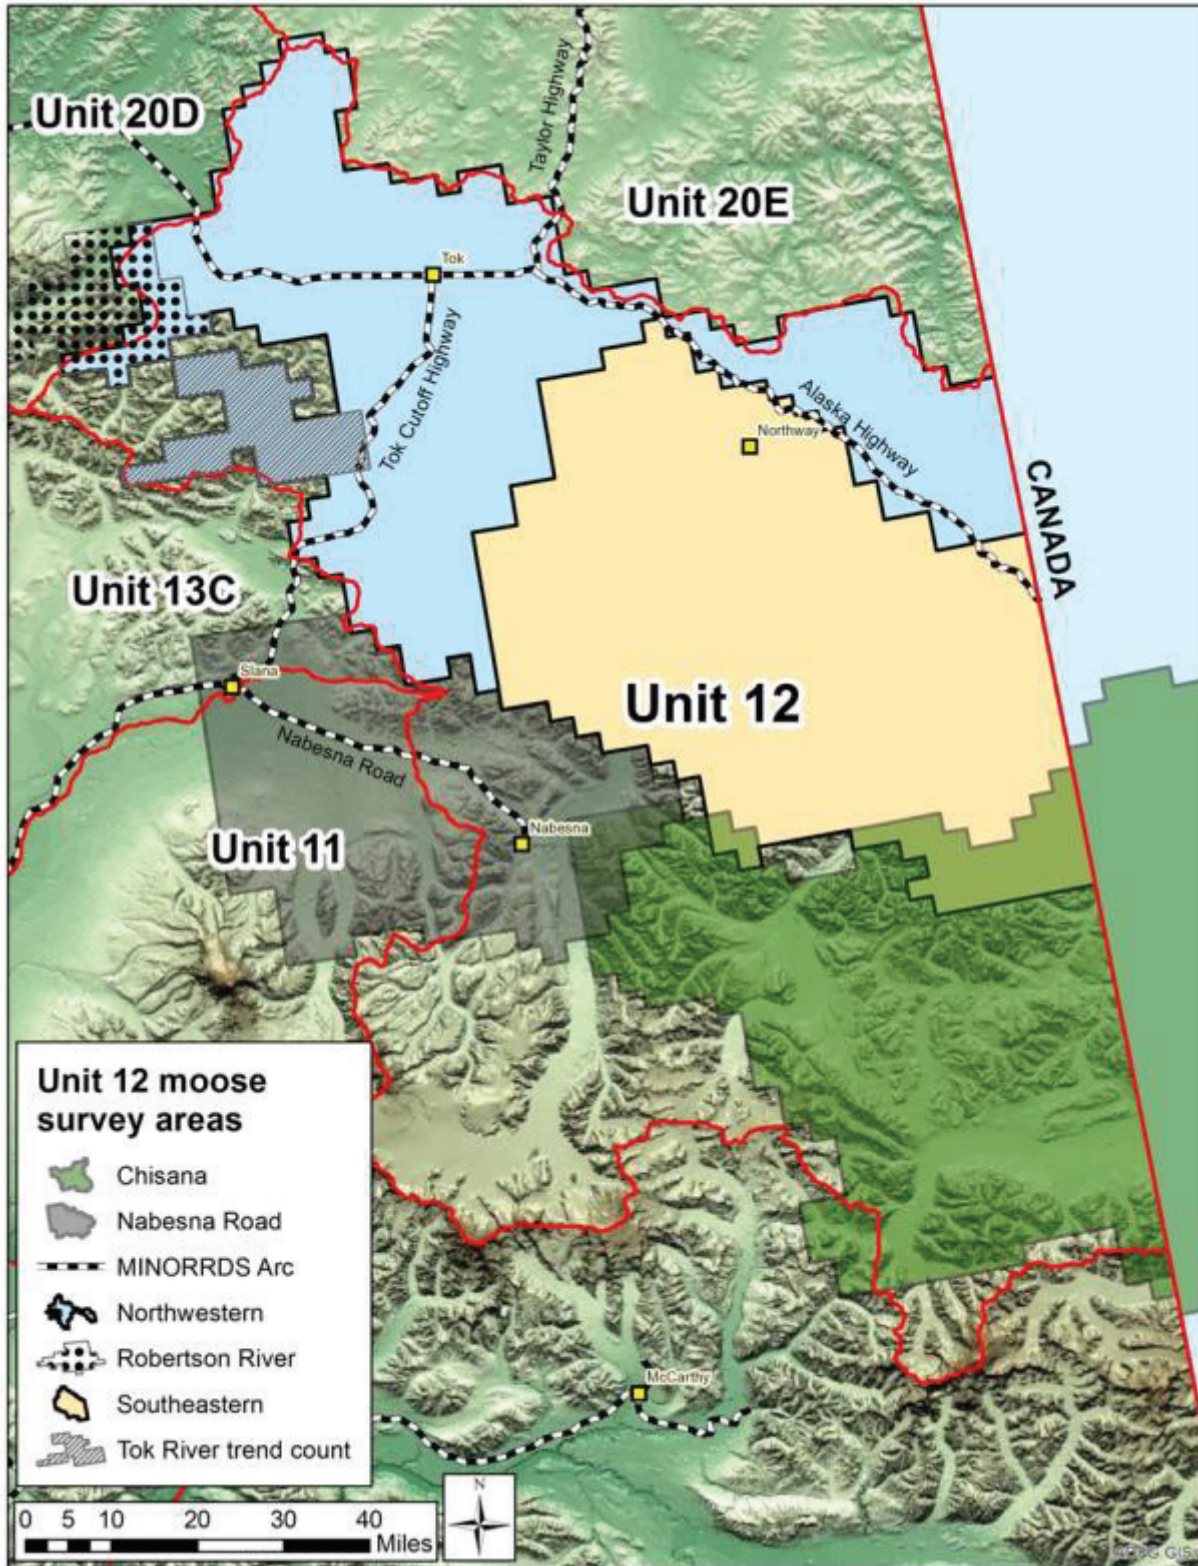 Unit 20D
Taylor Highway
Unit 20E
Tok
Tok Cutoff Highway
Alaska Highway
Northway
CANADA
Unit 13C
Slana
Unit 12
Nabesna Road
Nabesna
Unit 11
Unit 12 moose
survey areas
Chisana
Nabesna Road
MINORRDS Arc
Northwestern
Robertson River
Southeastern
Tok River trend count
McCarthy
N
0 5 10 20 30 40
Miles